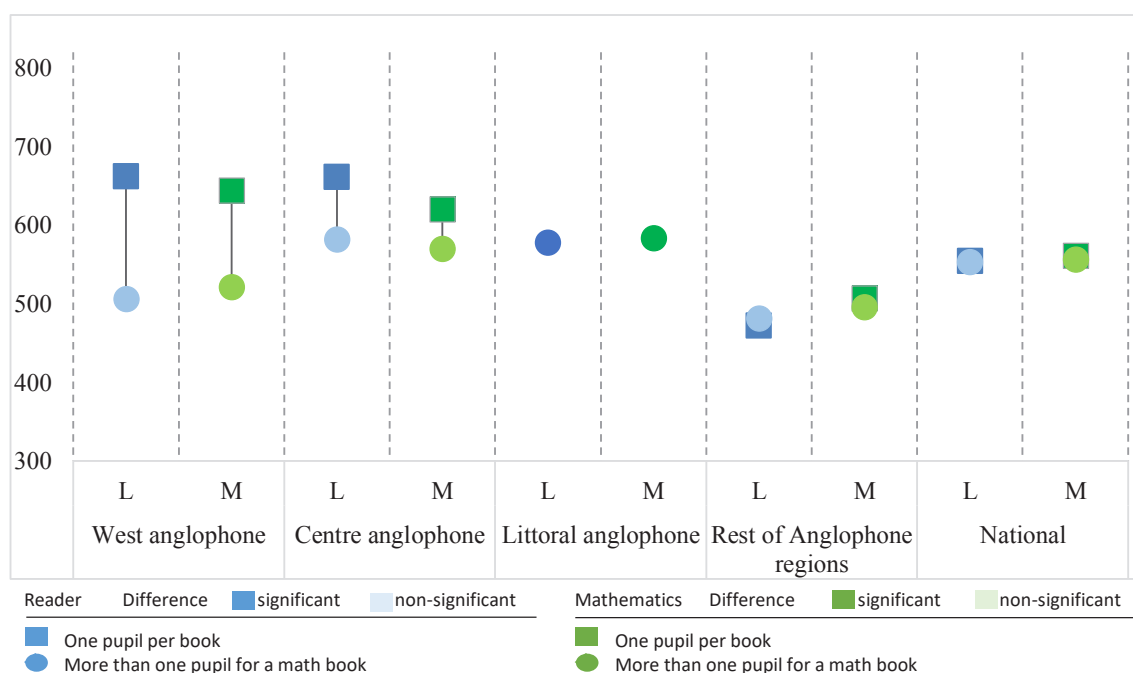 800
700
600
500
400
300
L M L M L M L M L M
West anglophone Centre anglophone Littoral anglophone Rest of Anglophone regions National
Reader Difference significant non-significant
One pupil per book
More than one pupil for a math book
Mathematics Difference significant non-significant
One pupil per book
More than one pupil for a math book